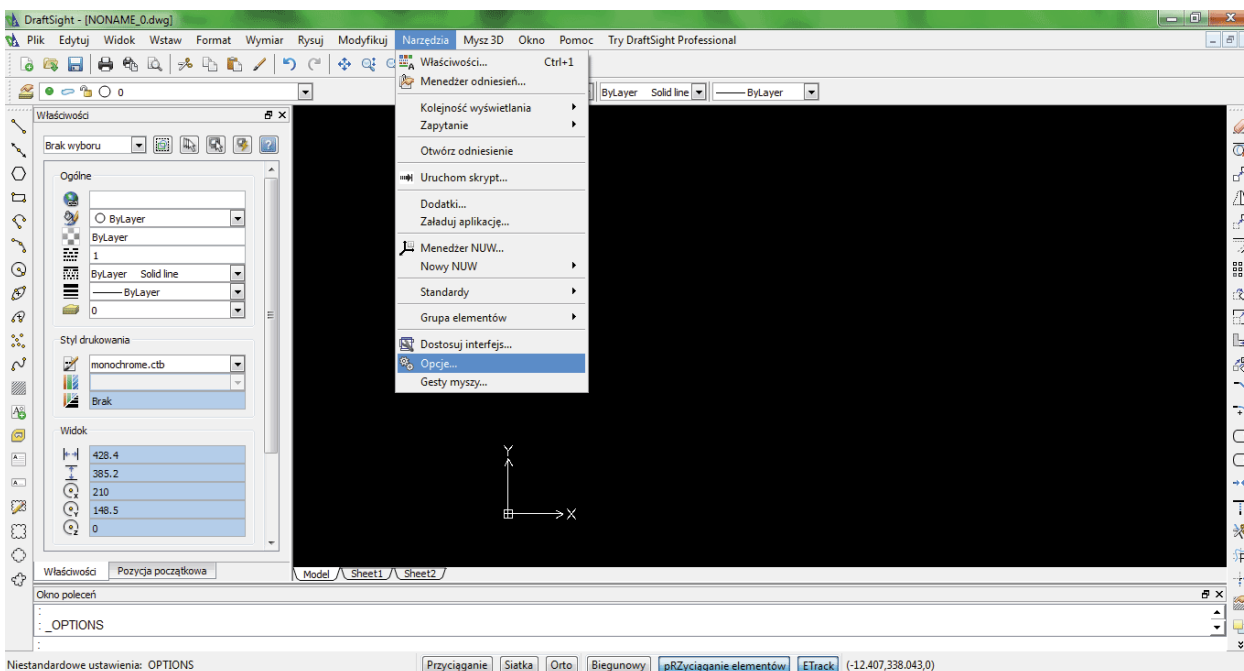 DraftSight - [NONAME_0.dwg]
Plik Edytuj Widok Wstaw Format Wymiar Rysuj Modyfikuj Narzędzia Mysz 3D Okno Pomoc Try DraftSight Professional
0
ByLayer Solid line
ByLayer
Właściwości
Brak wyboru
Ogólne
ByLayer
ByLayer
1
ByLayer Solid line
ByLayer
0
Styl drukowania
monochrome.ctb
Brak
Widok
428.4
385.2
210
148.5
0
Właściwości Pozycja początkowa
Właściwości... Ctrl+1
Menedżer odniesień...
Kolejność wyświetlania
Zapytanie
Otwórz odniesienie
Uruchom skrypt...
Dodatki...
Załaduj aplikację...
Menedżer NUW...
Nowy NUW
Standardy
Grupa elementów
Dostosuj interfejs...
Opcje...
Gesty myszy...
Y
X
Model Sheet1 Sheet2
Okno poleceń
:
: _OPTIONS
:
Niestandardowe ustawienia: OPTIONS
Przyciąganie Siatka Orto Biegunowy pRZyciąganie elementów ETrack (-12.407,338.043,0)